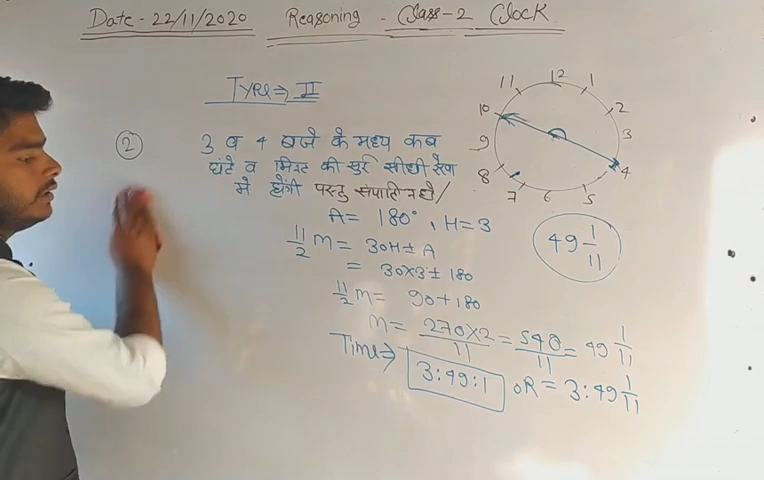 Date - 22/11/2020 Reasoning - Class-2 Clock
Type ⇒ II
② 3 व 4 बजे के मध्य कब
घंटे व मिनट की सुई सीधी रेखा
मे होंगी परन्तु संपाती न हो /
A = 180°, H = 3
11/2 M = 30H ± A
= 30×3 ± 180
11/2 M = 90 + 180
M = 270×2/11 = 540/11 = 49 1/11
Time ⇒ 3:49:1 OR = 3:49 1/11
12
1
2
3
4
5
6
7
8
9
10
11
49 1/11